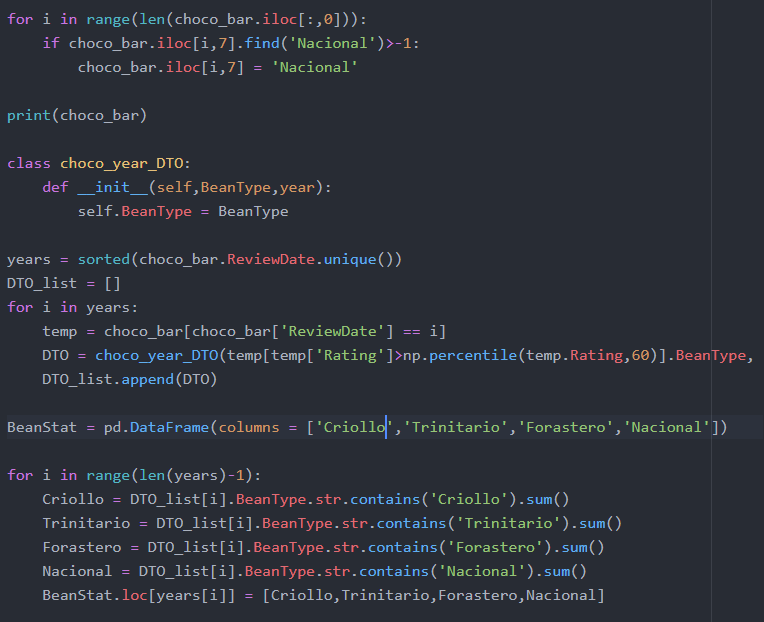 for i in range(len(choco_bar.iloc[:,0])):
    if choco_bar.iloc[i,7].find('Nacional')>-1:
        choco_bar.iloc[i,7] = 'Nacional'
print(choco_bar)
class choco_year_DTO:
    def __init__(self,BeanType,year):
        self.BeanType = BeanType
years = sorted(choco_bar.ReviewDate.unique())
DTO_list = []
for i in years:
    temp = choco_bar[choco_bar['ReviewDate'] == i]
    DTO = choco_year_DTO(temp[temp['Rating']>np.percentile(temp.Rating,60)].BeanType,
    DTO_list.append(DTO)
BeanStat = pd.DataFrame(columns = ['Criollo','Trinitario','Forastero','Nacional'])
for i in range(len(years)-1):
    Criollo = DTO_list[i].BeanType.str.contains('Criollo').sum()
    Trinitario = DTO_list[i].BeanType.str.contains('Trinitario').sum()
    Forastero = DTO_list[i].BeanType.str.contains('Forastero').sum()
    Nacional = DTO_list[i].BeanType.str.contains('Nacional').sum()
    BeanStat.loc[years[i]] = [Criollo,Trinitario,Forastero,Nacional]